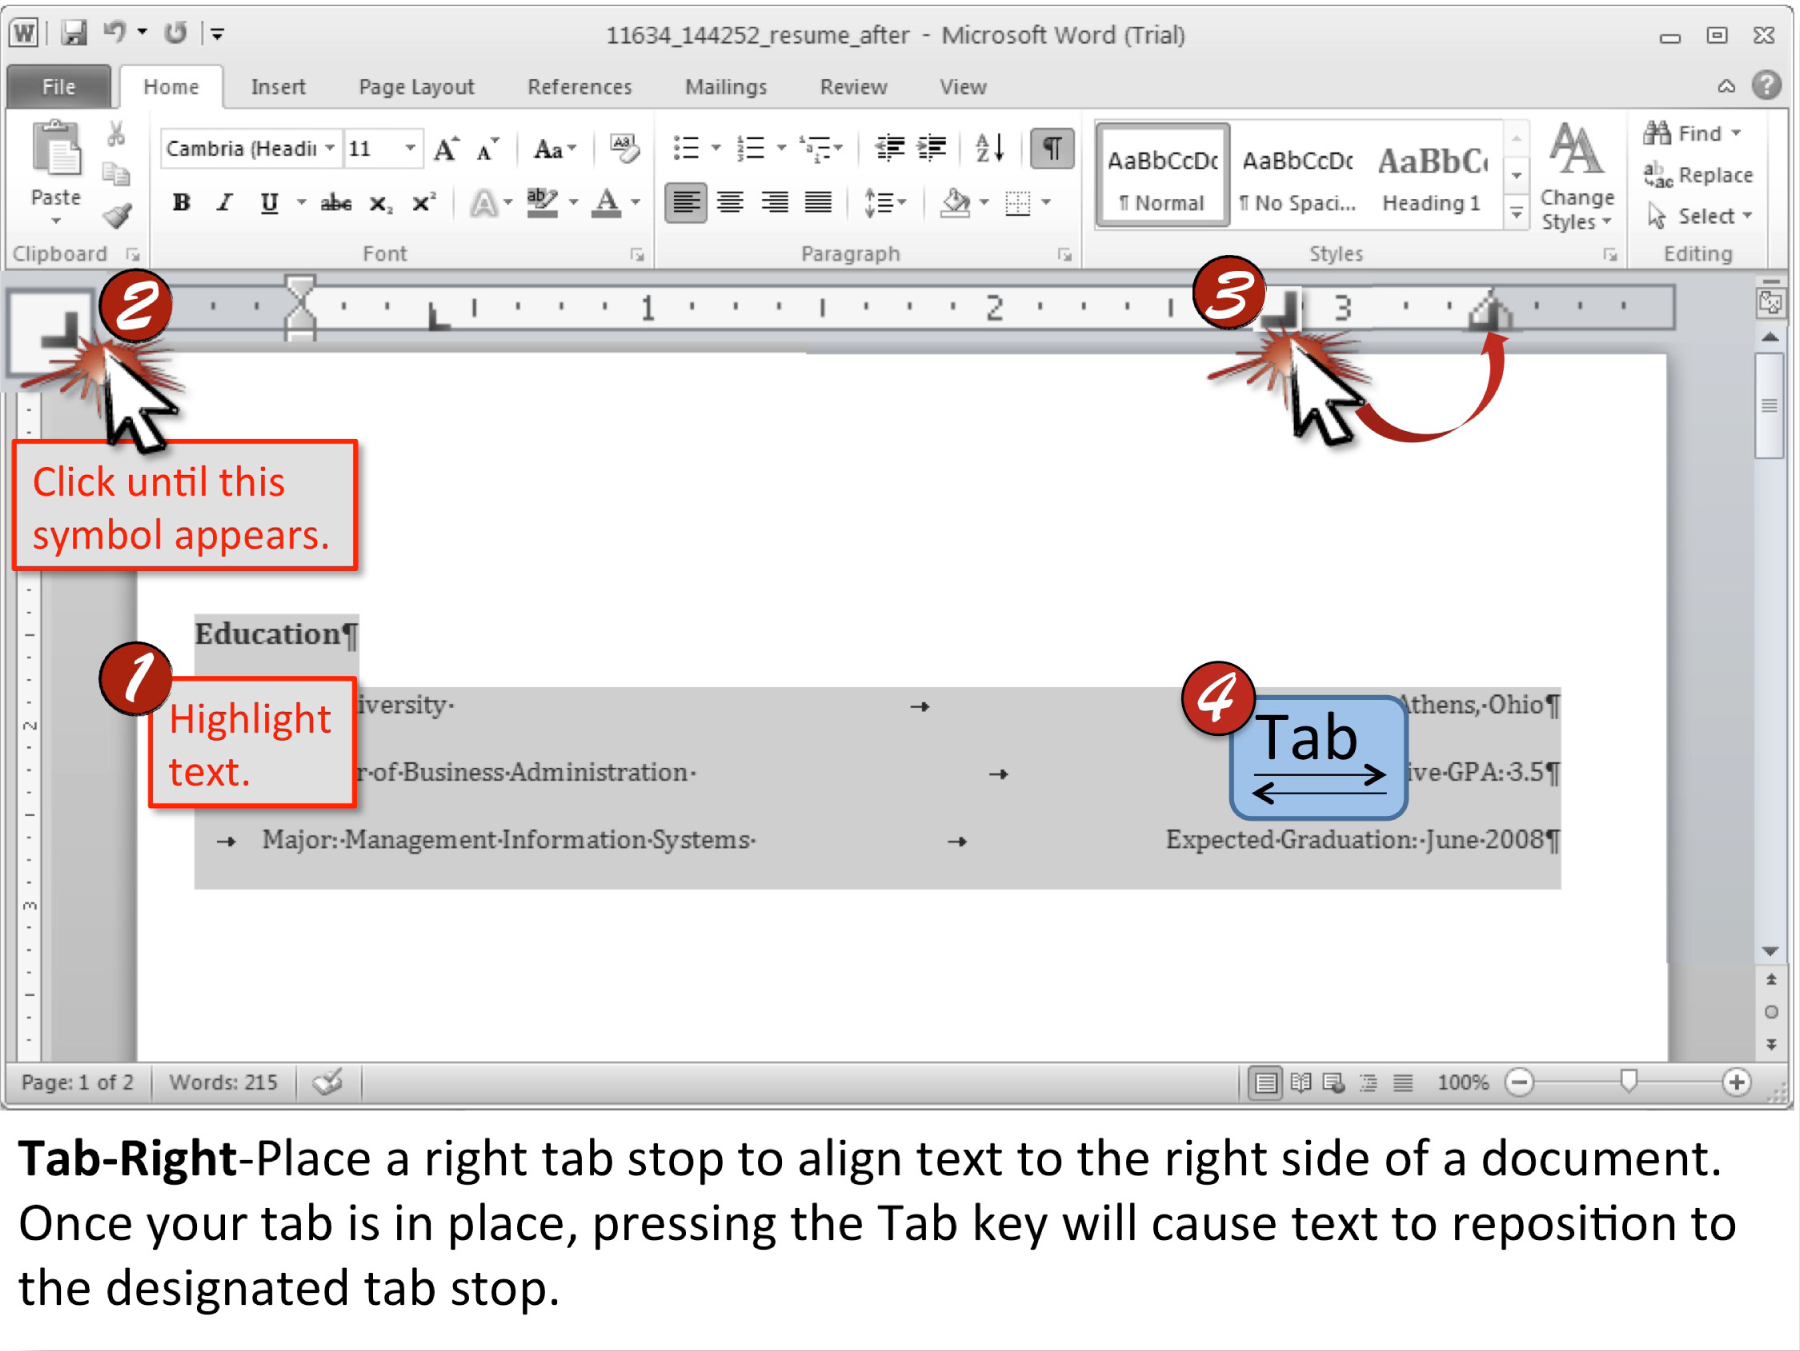 11634_144252_resume_after - Microsoft Word (Trial)
File Home Insert Page Layout References Mailings Review View
Cambria (Headin 11 Aa
Paste
B I U abc x₂ x²
AaBbCcDc AaBbCcDc AaBbC
¶ Normal ¶ No Spaci... Heading 1
Change
Styles
Find
Replace
Select
Clipboard Font Paragraph Styles Editing
2 1 2 3 3
Click until this
symbol appears.
Education¶
1
Highlight
text.
iversity·
4
Tab
Athens,·Ohio¶
r·of·Business·Administration·
ive·GPA:·3.5¶
Major:·Management·Information·Systems·
Expected·Graduation:·June·2008¶
2
3
Page: 1 of 2 Words: 215 100%
Tab-Right-Place a right tab stop to align text to the right side of a document.
Once your tab is in place, pressing the Tab key will cause text to reposition to
the designated tab stop.